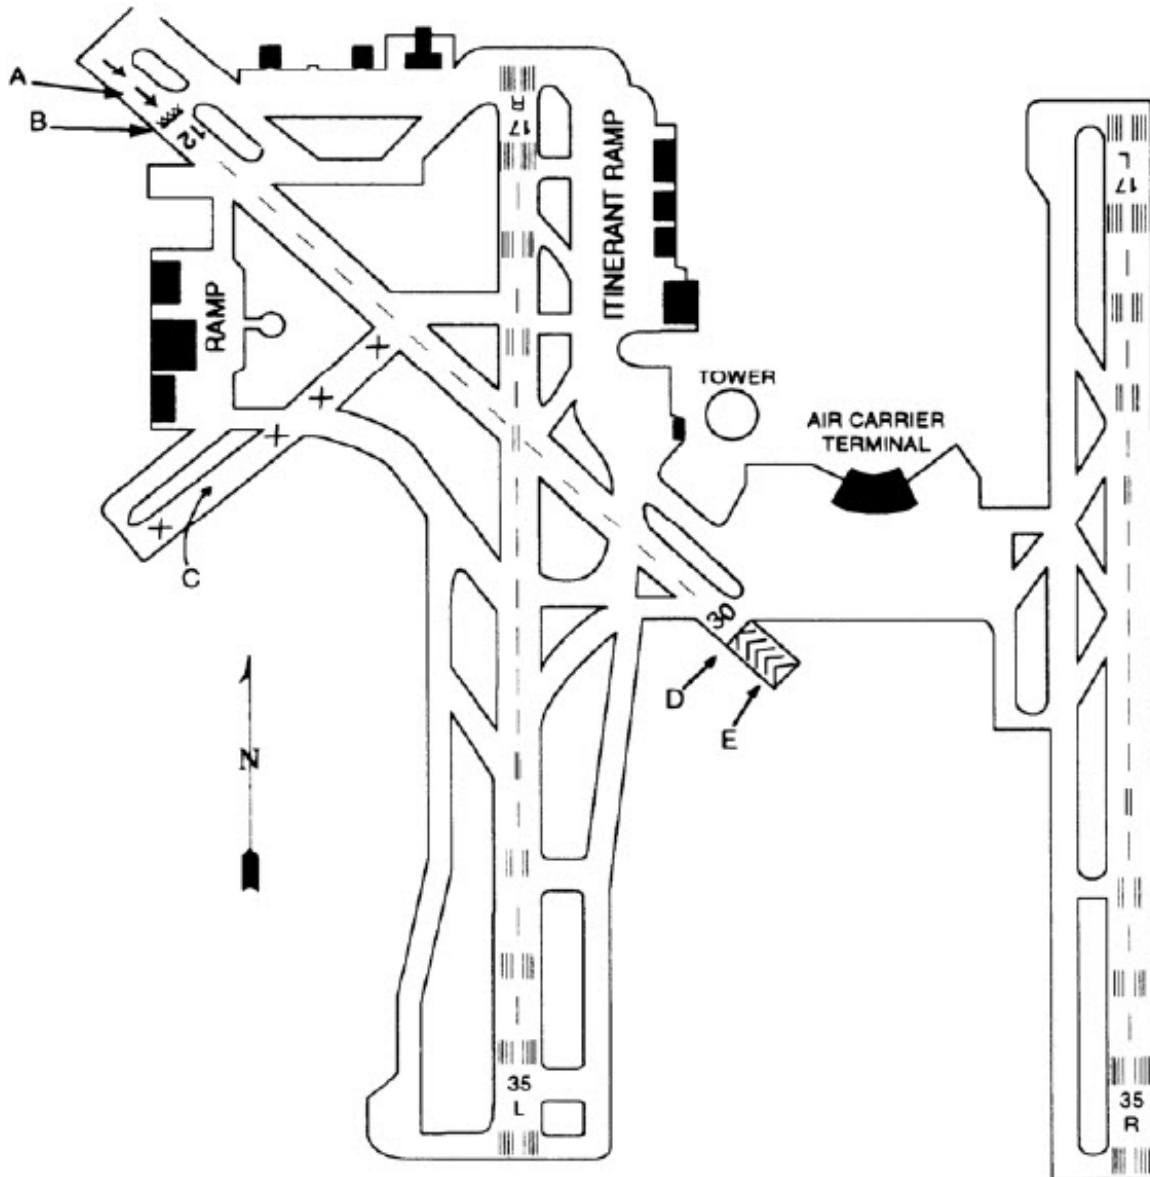 A
B
12
R
17
ITINERANT RAMP
L
17
RAMP
TOWER
AIR CARRIER
TERMINAL
C
30
D
E
N
35
L
35
R